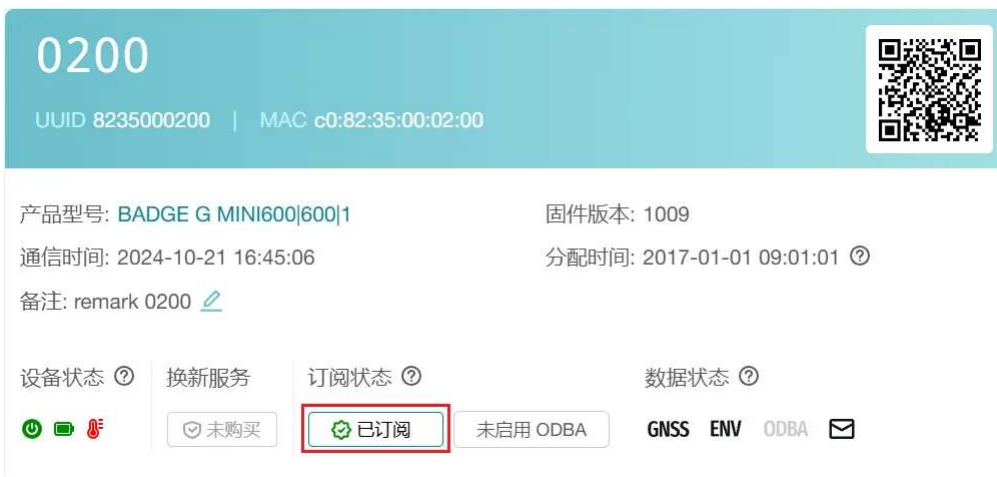 0200
UUID 8235000200 | MAC c0:82:35:00:02:00
产品型号: BADGE G MINI600|600|1 固件版本: 1009
通信时间: 2024-10-21 16:45:06 分配时间: 2017-01-01 09:01:01
备注: remark 0200
设备状态 换新服务 订阅状态 数据状态
未购买 已订阅 未启用 ODBA GNSS ENV ODBA